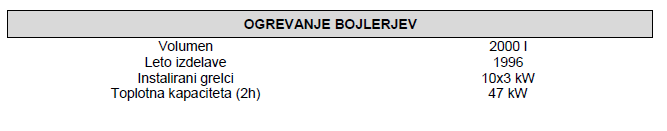 OGREVANJE BOJLERJEV
Volumen 2000 l
Leto izdelave 1996
Instalirani grelci 10x3 kW
Toplotna kapaciteta (2h) 47 kW